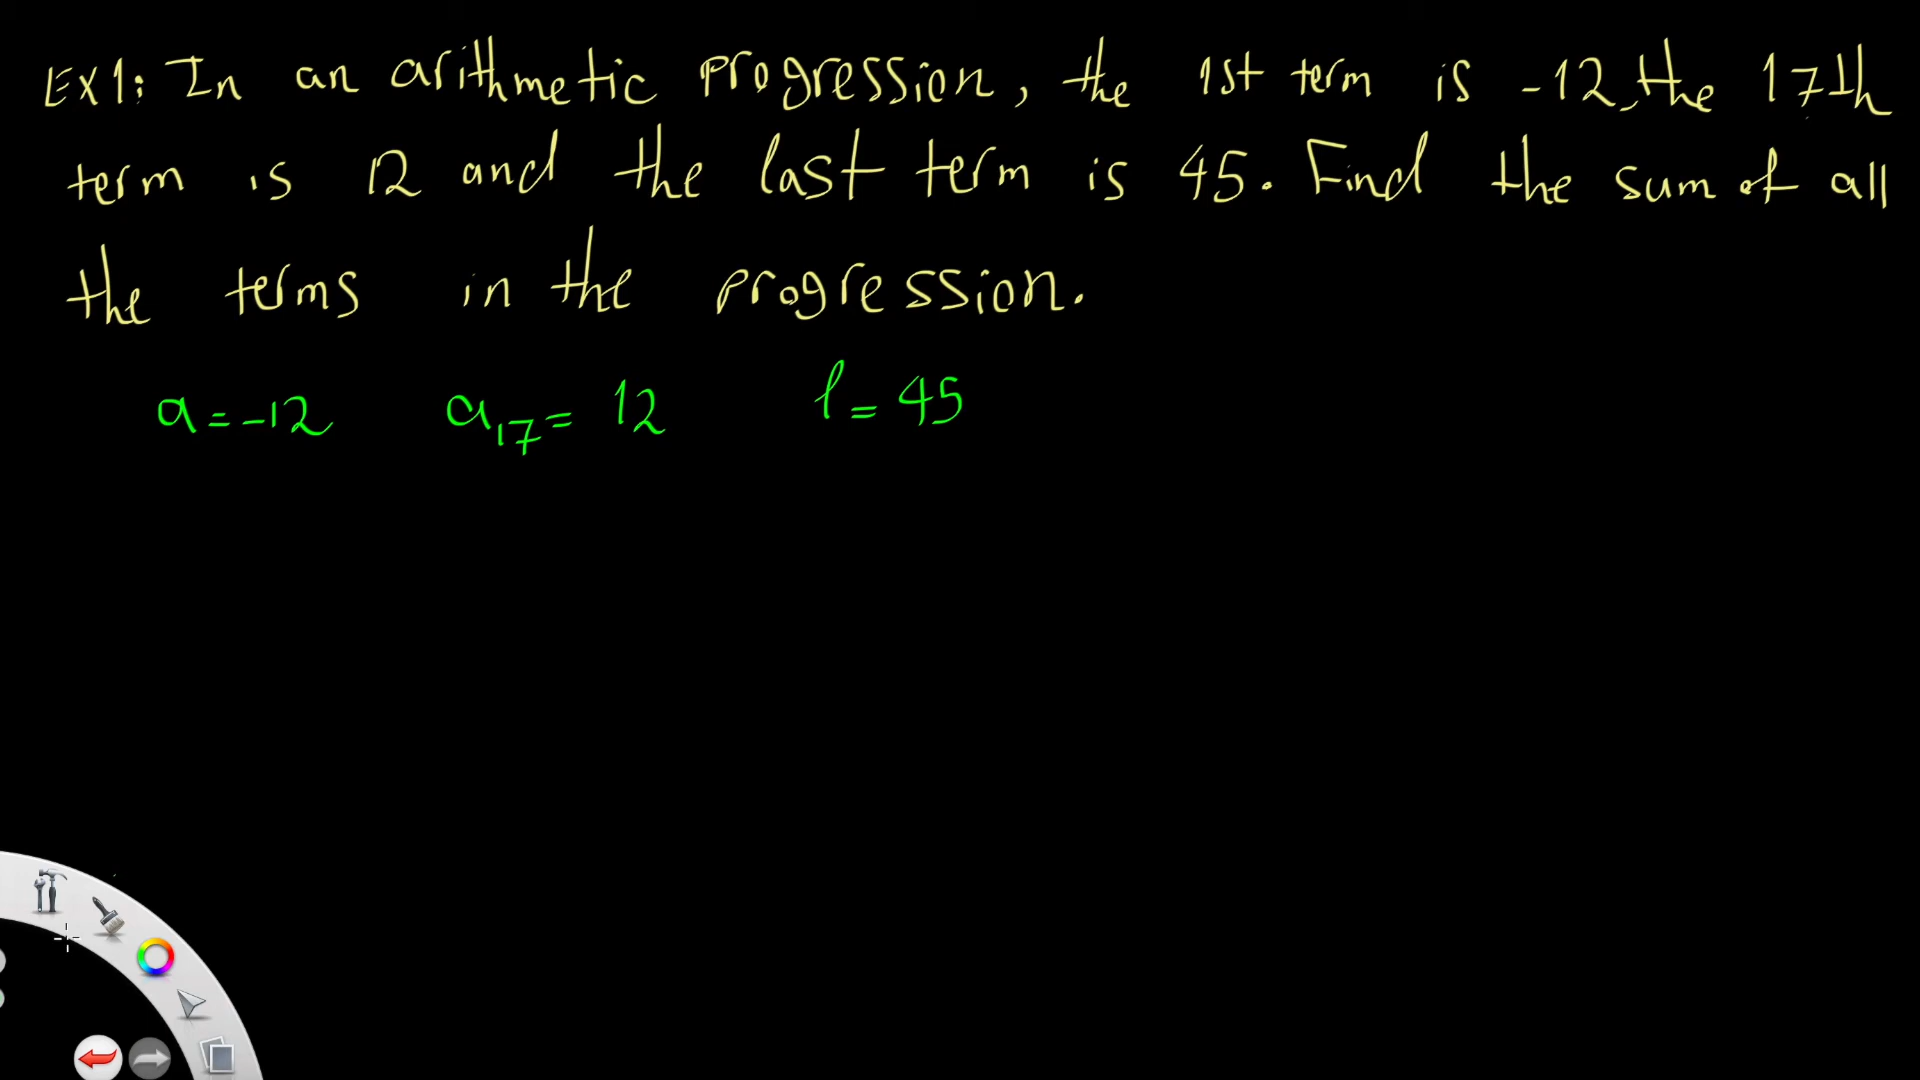 EX1: In an arithmetic progression, the 1st term is -12, the 17th
term is 12 and the last term is 45. Find the sum of all
the terms in the progression.
a = -12 a₁₇ = 12 l = 45